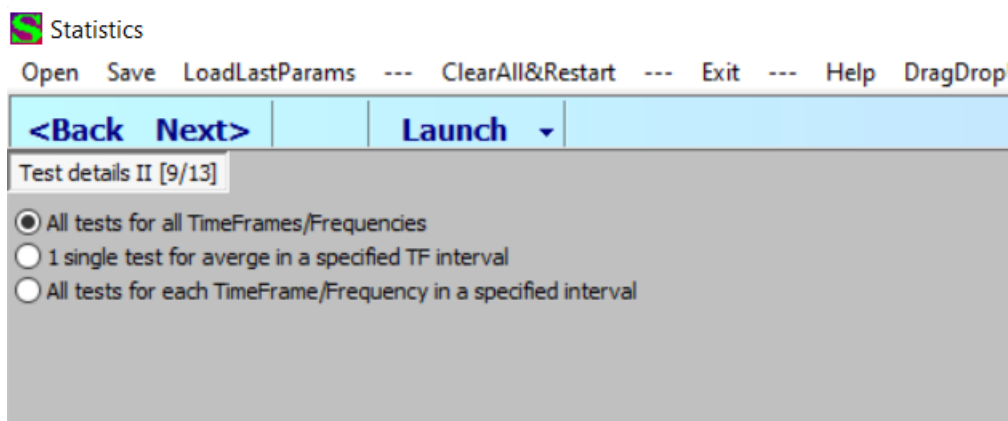 Statistics
Open Save LoadLastParams --- ClearAll&Restart --- Exit --- Help DragDrop
<Back Next> Launch
Test details II [9/13]
All tests for all TimeFrames/Frequencies
1 single test for averge in a specified TF interval
All tests for each TimeFrame/Frequency in a specified interval